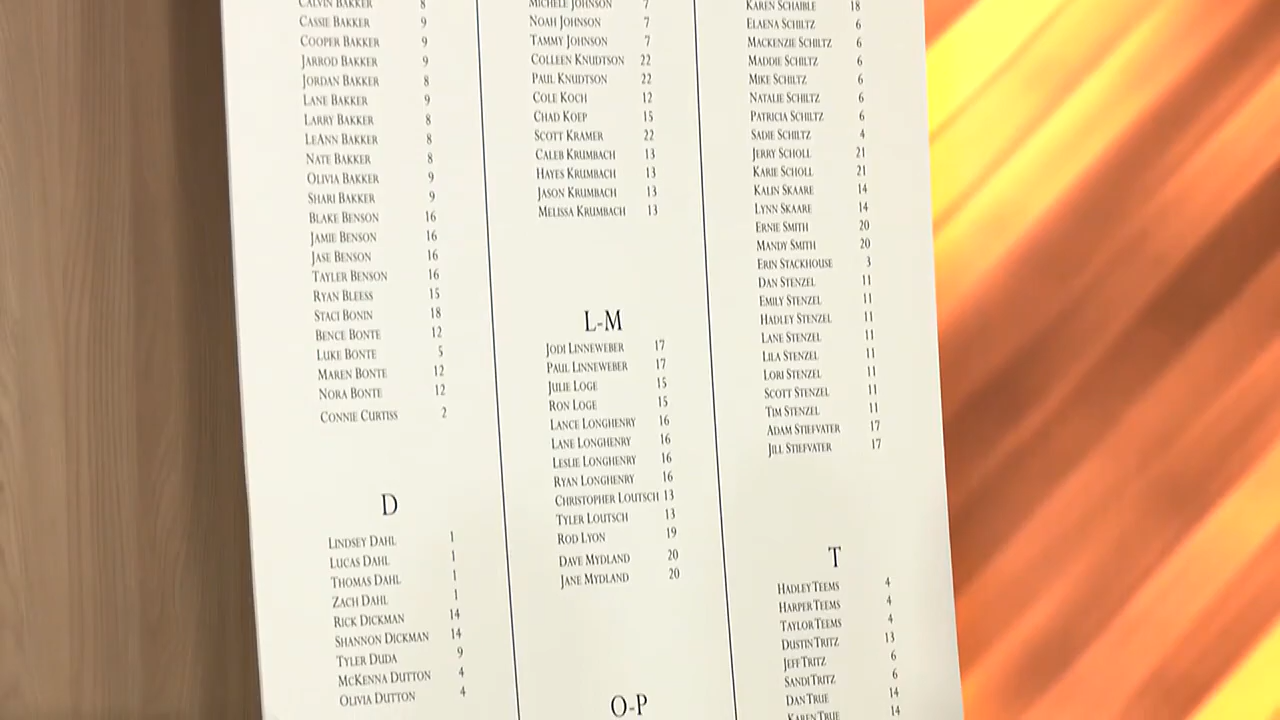 CALVIN BAKKER 8
CASSIE BAKKER 9
COOPER BAKKER 9
JARROD BAKKER 9
JORDAN BAKKER 8
LANE BAKKER 9
LARRY BAKKER 8
LEANN BAKKER 8
NATE BAKKER 8
OLIVIA BAKKER 9
SHARI BAKKER 9
BLAKE BENSON 16
JAMIE BENSON 16
JASE BENSON 16
TAYLER BENSON 16
RYAN BLEESS 15
STACI BONIN 18
BENCE BONTE 12
LUKE BONTE 5
MAREN BONTE 12
NORA BONTE 12
CONNIE CURTISS 2
D
LINDSEY DAHL 1
LUCAS DAHL 1
THOMAS DAHL 1
ZACH DAHL 1
RICK DICKMAN 14
SHANNON DICKMAN 14
TYLER DUDA 9
MCKENNA DUTTON 4
OLIVIA DUTTON 4
MICHELE JOHNSON 7
NOAH JOHNSON 7
TAMMY JOHNSON 7
COLLEEN KNUDTSON 22
PAUL KNUDTSON 22
COLE KOCH 12
CHAD KOEP 15
SCOTT KRAMER 22
CALEB KRUMBACH 13
HAYES KRUMBACH 13
JASON KRUMBACH 13
MELISSA KRUMBACH 13
L-M
JODI LINNEWEBER 17
PAUL LINNEWEBER 17
JULIE LOGE 15
RON LOGE 15
LANCE LONGHENRY 16
LANE LONGHENRY 16
LESLIE LONGHENRY 16
RYAN LONGHENRY 16
CHRISTOPHER LOUTSCH 13
TYLER LOUTSCH 13
ROD LYON 19
DAVE MYDLAND 20
JANE MYDLAND 20
O-P
KAREN SCHAIBLE 18
ELAENA SCHILTZ 6
MACKENZIE SCHILTZ 6
MADDIE SCHILTZ 6
MIKE SCHILTZ 6
NATALIE SCHILTZ 6
PATRICIA SCHILTZ 6
SADIE SCHILTZ 4
JERRY SCHOLL 21
KARIE SCHOLL 21
KALIN SKAARE 14
LYNN SKAARE 14
ERNIE SMITH 20
MANDY SMITH 20
ERIN STACKHOUSE 3
DAN STENZEL 11
EMILY STENZEL 11
HADLEY STENZEL 11
LANE STENZEL 11
LILA STENZEL 11
LORI STENZEL 11
SCOTT STENZEL 11
TIM STENZEL 11
ADAM STIEFVATER 17
JILL STIEFVATER 17
T
HADLEY TEEMS 4
HARPER TEEMS 4
TAYLOR TEEMS 4
DUSTIN TRITZ 13
JEFF TRITZ 6
SANDI TRITZ 6
DAN TRUE 14
KAREN TRUE 14